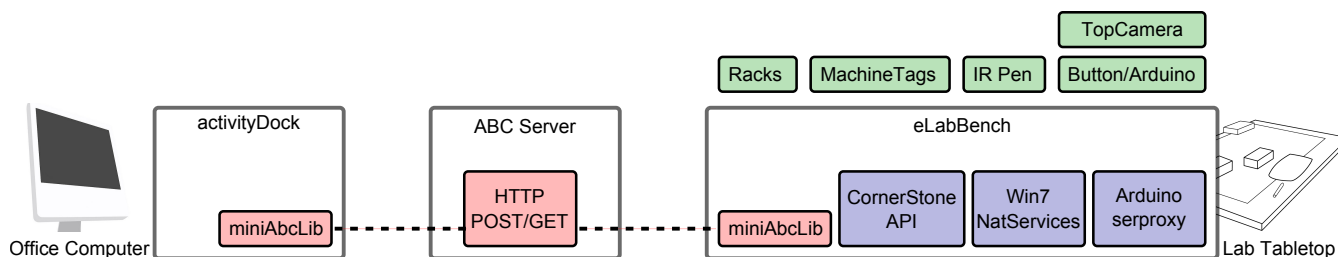 TopCamera
Racks
MachineTags
IR Pen
Button/Arduino
activityDock
ABC Server
eLabBench
HTTP
POST/GET
CornerStone
API
Win7
NatServices
Arduino
serproxy
miniAbcLib
miniAbcLib
Office Computer
Lab Tabletop